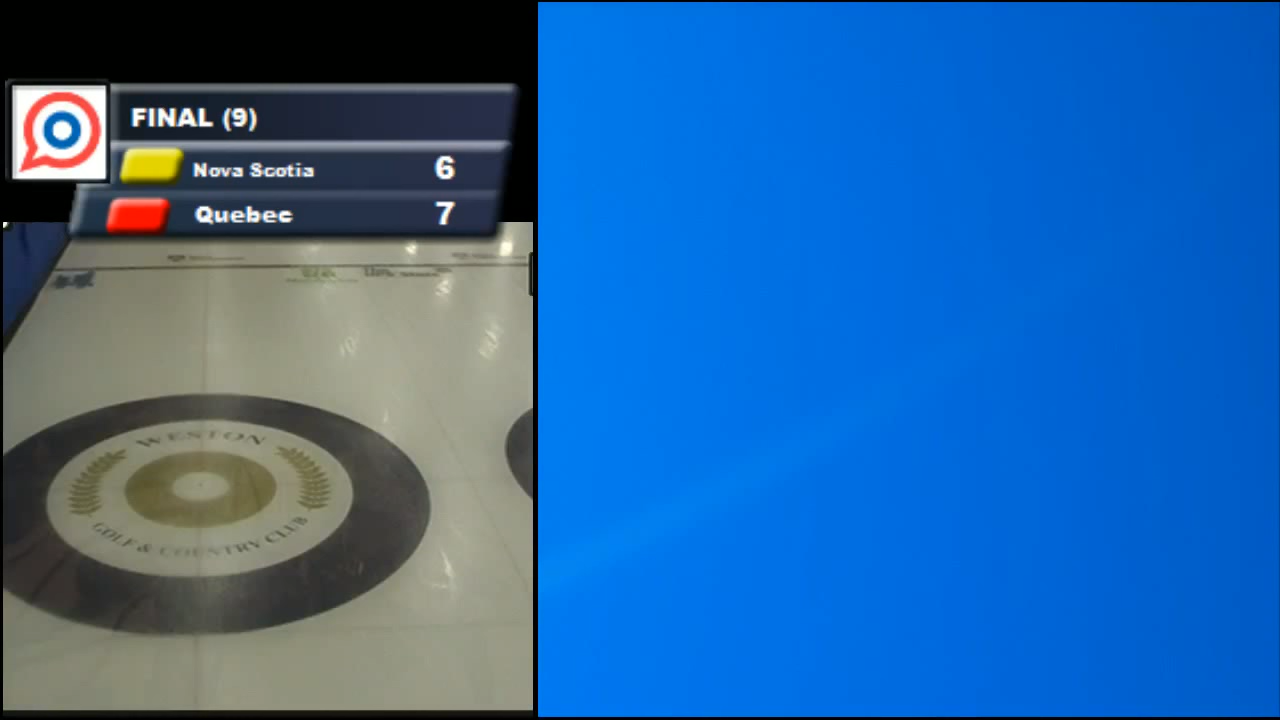 FINAL (9)
Nova Scotia 6
Quebec 7
WESTON
GOLF & COUNTRY CLUB